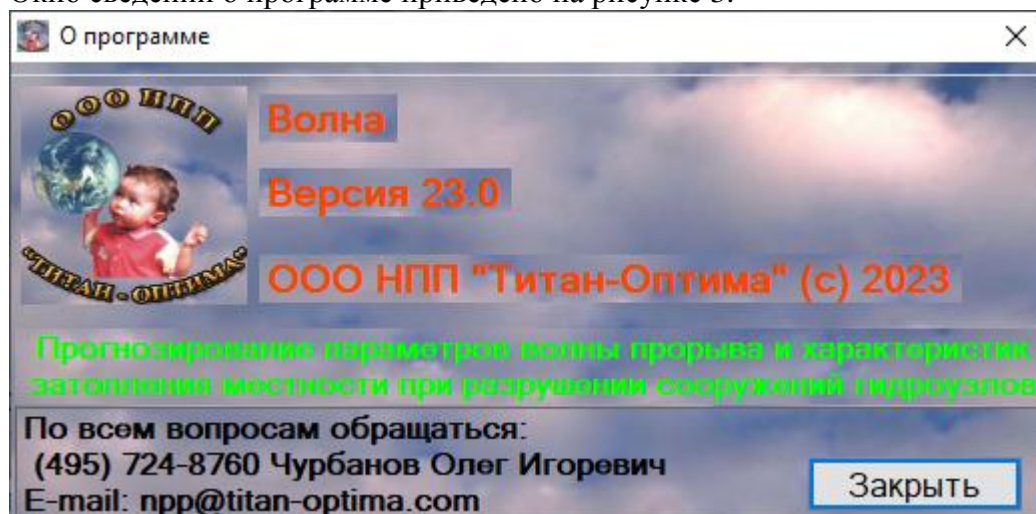 Окно сведений о программе приведено на рисунке 3.
О программе
ООО НПП
"ТИТАН - ОПТИМА"
Волна
Версия 23.0
ООО НПП "Титан-Оптима" (c) 2023
Прогнозирование параметров волны прорыва и характеристик
затопления местности при разрушении сооружений гидроузлов
По всем вопросам обращаться:
(495) 724-8760 Чурбанов Олег Игоревич
E-mail: npp@titan-optima.com
Закрыть